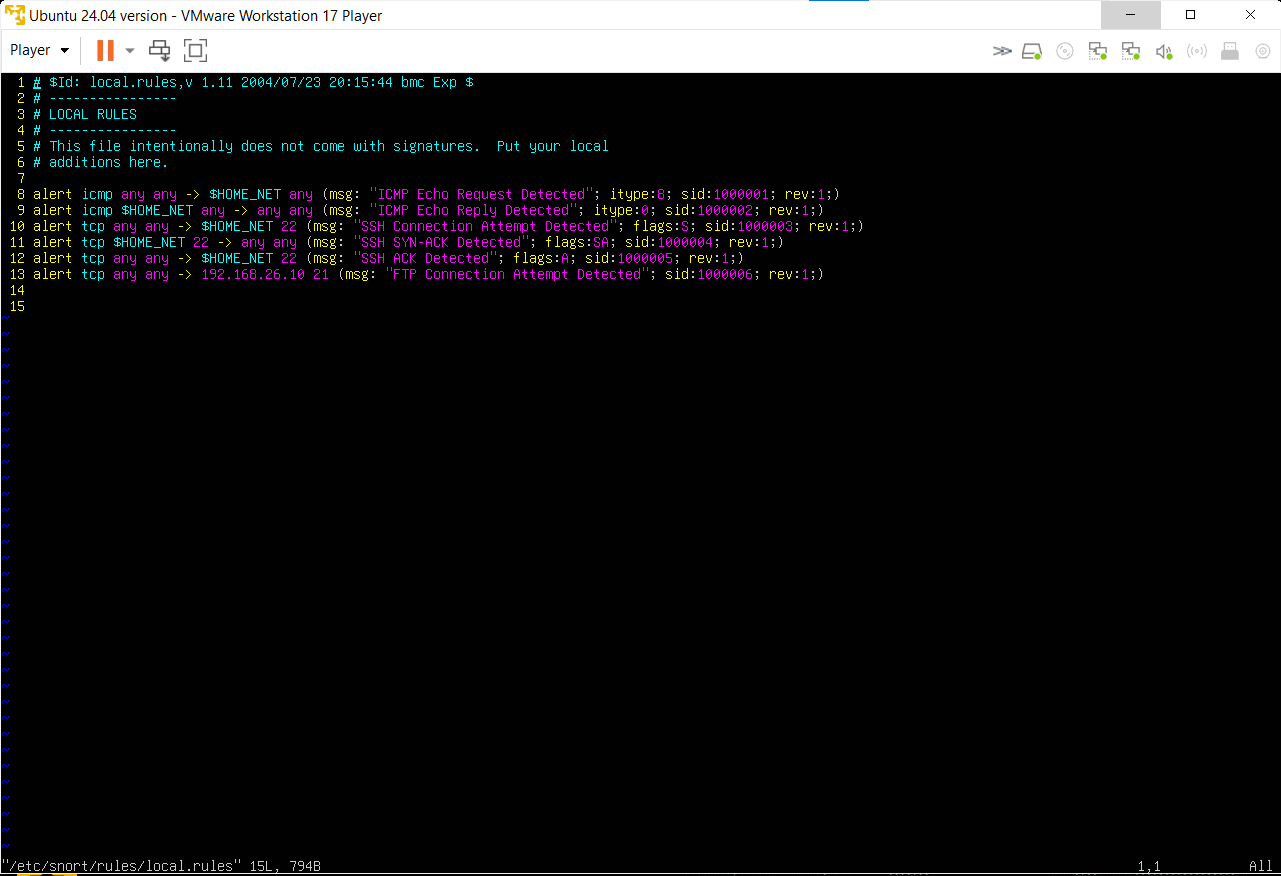 Ubuntu 24.04 version - VMware Workstation 17 Player
Player
1 # $Id: local.rules,v 1.11 2004/07/23 20:15:44 bmc Exp $
2 # ----------------
3 # LOCAL RULES
4 # ----------------
5 # This file intentionally does not come with signatures.  Put your local
6 # additions here.
7
8 alert icmp any any -> $HOME_NET any (msg: "ICMP Echo Request Detected"; itype:8; sid:1000001; rev:1;)
9 alert icmp $HOME_NET any -> any any (msg: "ICMP Echo Reply Detected"; itype:0; sid:1000002; rev:1;)
10 alert tcp any any -> $HOME_NET 22 (msg: "SSH Connection Attempt Detected"; flags:S; sid:1000003; rev:1;)
11 alert tcp $HOME_NET 22 -> any any (msg: "SSH SYN-ACK Detected"; flags:SA; sid:1000004; rev:1;)
12 alert tcp any any -> $HOME_NET 22 (msg: "SSH ACK Detected"; flags:A; sid:1000005; rev:1;)
13 alert tcp any any -> 192.168.26.10 21 (msg: "FTP Connection Attempt Detected"; sid:1000006; rev:1;)
14
15
"/etc/snort/rules/local.rules" 15L, 794B 1,1 All